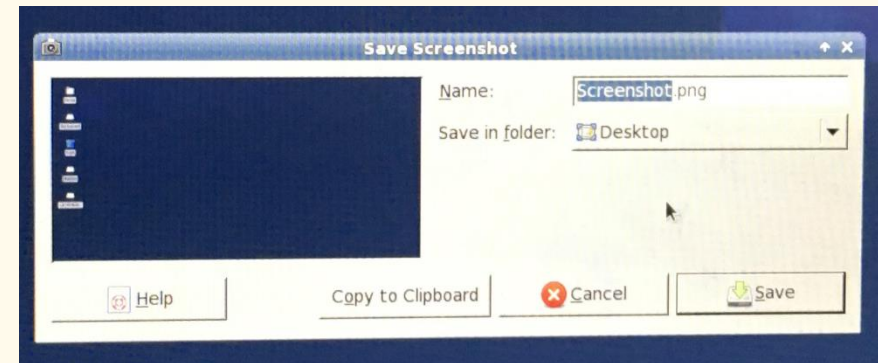 Save Screenshot
Name: Screenshot.png
Save in folder: Desktop
Help Copy to Clipboard Cancel Save